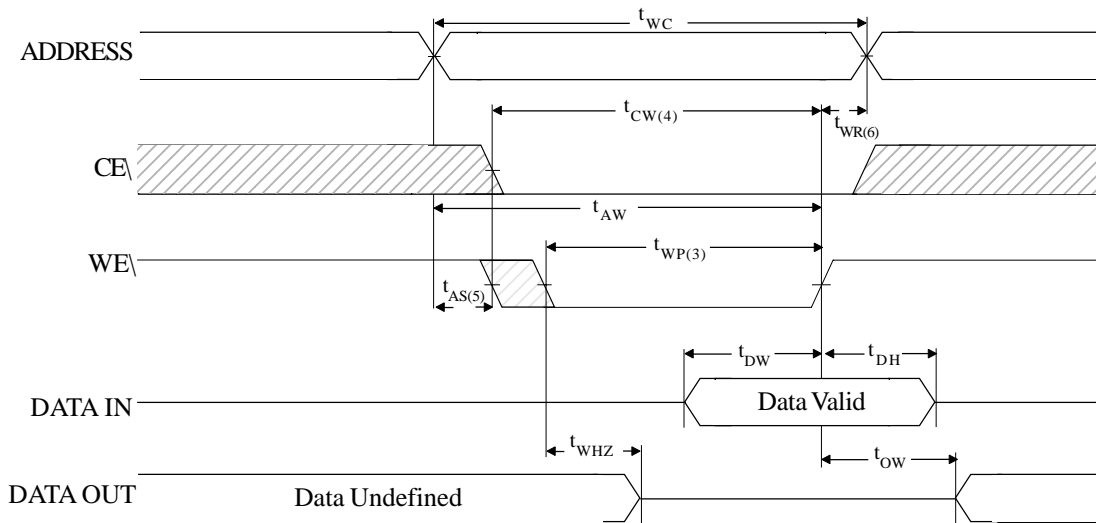 tWC
ADDRESS
tCW(4)
tWR(6)
CE\
tAW
tWP(3)
WE\
tAS(5)
tDW
tDH
DATA IN
Data Valid
tWHZ
tOW
DATA OUT
Data Undefined